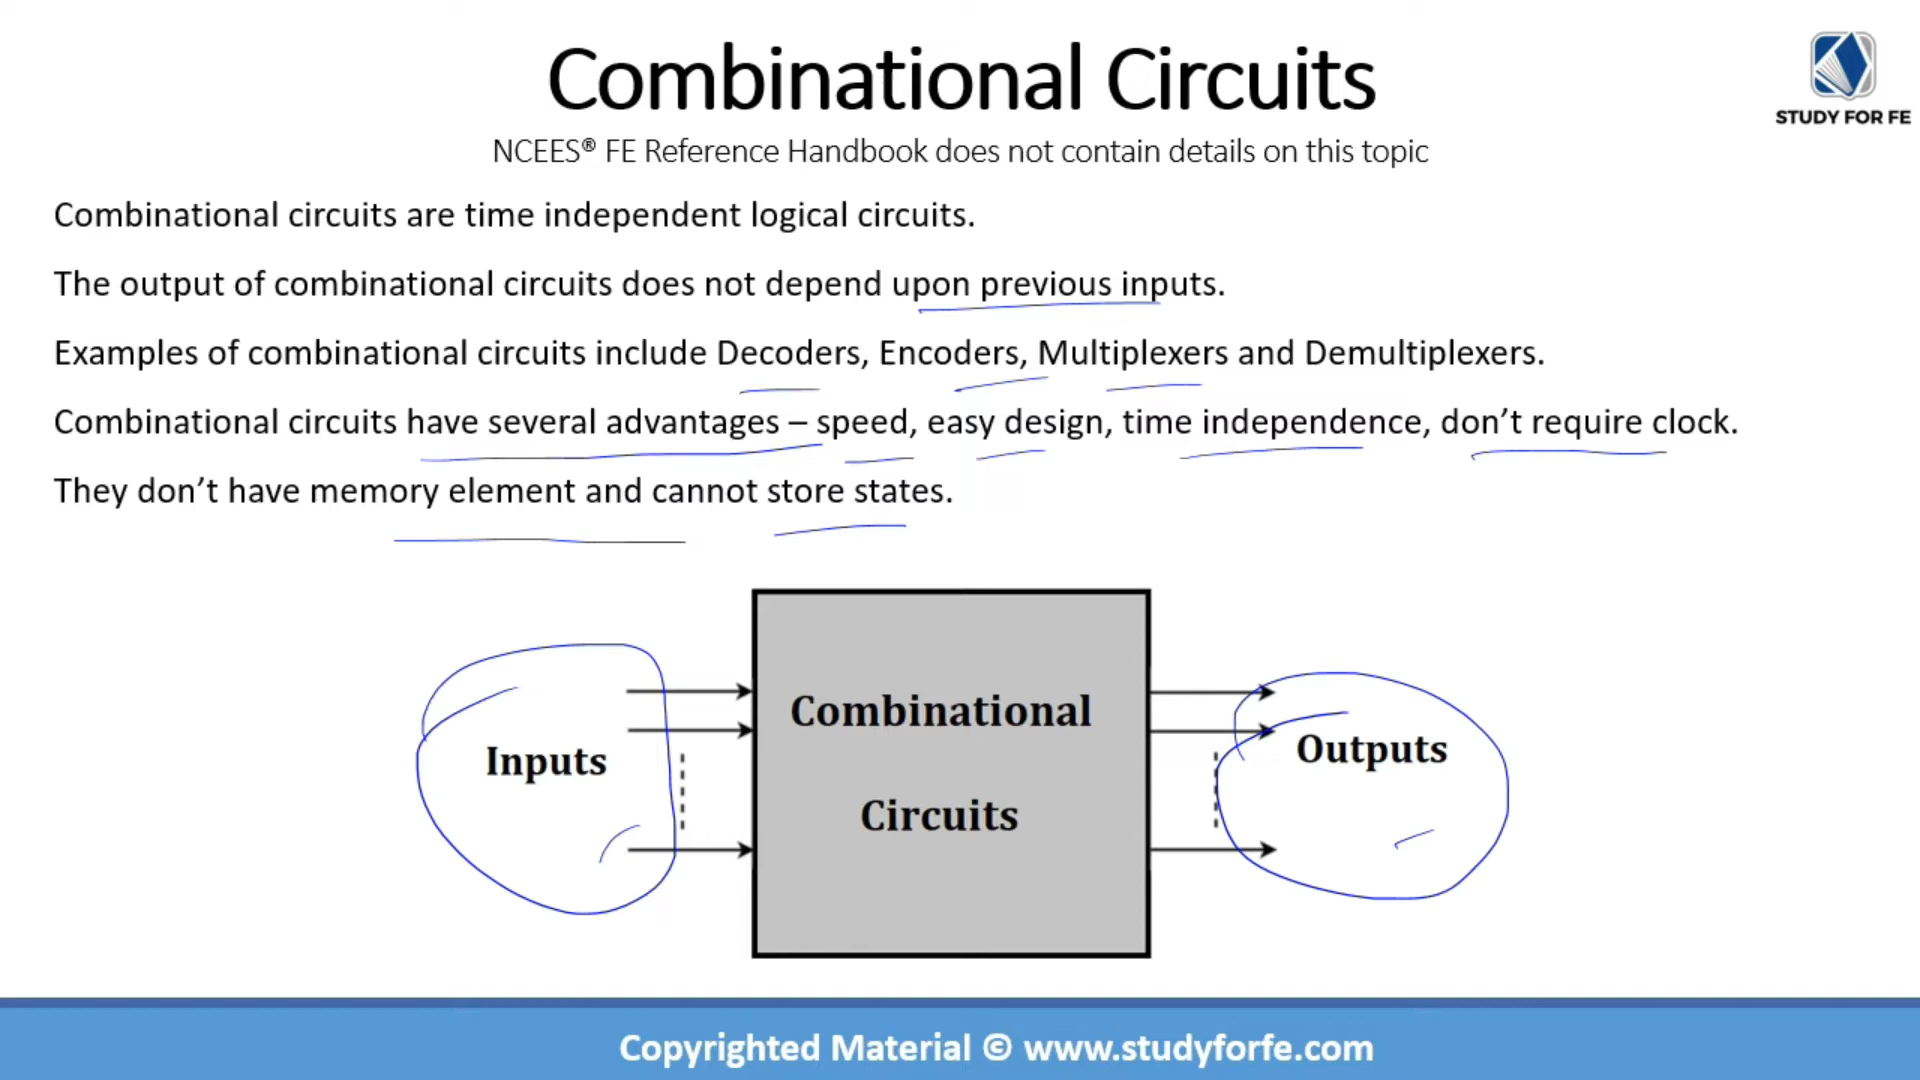 Combinational Circuits
STUDY FOR FE
NCEES® FE Reference Handbook does not contain details on this topic
Combinational circuits are time independent logical circuits.
The output of combinational circuits does not depend upon previous inputs.
Examples of combinational circuits include Decoders, Encoders, Multiplexers and Demultiplexers.
Combinational circuits have several advantages – speed, easy design, time independence, don’t require clock.
They don’t have memory element and cannot store states.
Inputs
Combinational
Circuits
Outputs
Copyrighted Material © www.studyforfe.com